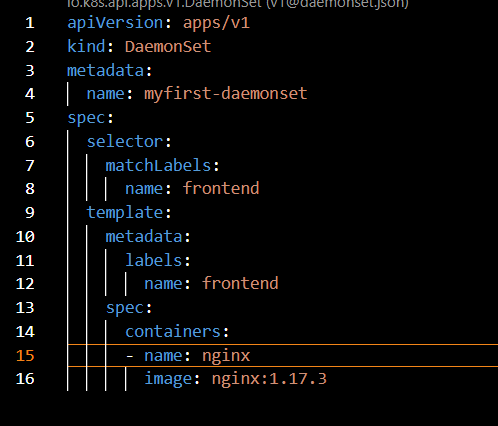 io.k8s.api.apps.v1.DaemonSet (v1@daemonset.json)
1 apiVersion: apps/v1
2 kind: DaemonSet
3 metadata:
4   name: myfirst-daemonset
5 spec:
6   selector:
7     matchLabels:
8       name: frontend
9   template:
10     metadata:
11       labels:
12         name: frontend
13     spec:
14       containers:
15       - name: nginx
16         image: nginx:1.17.3